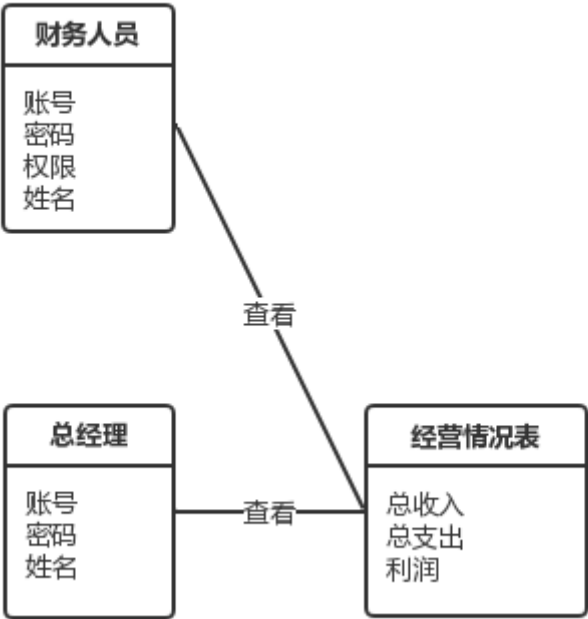 财务人员
账号
密码
权限
姓名
查看
总经理
账号
密码
姓名
查看
经营情况表
总收入
总支出
利润